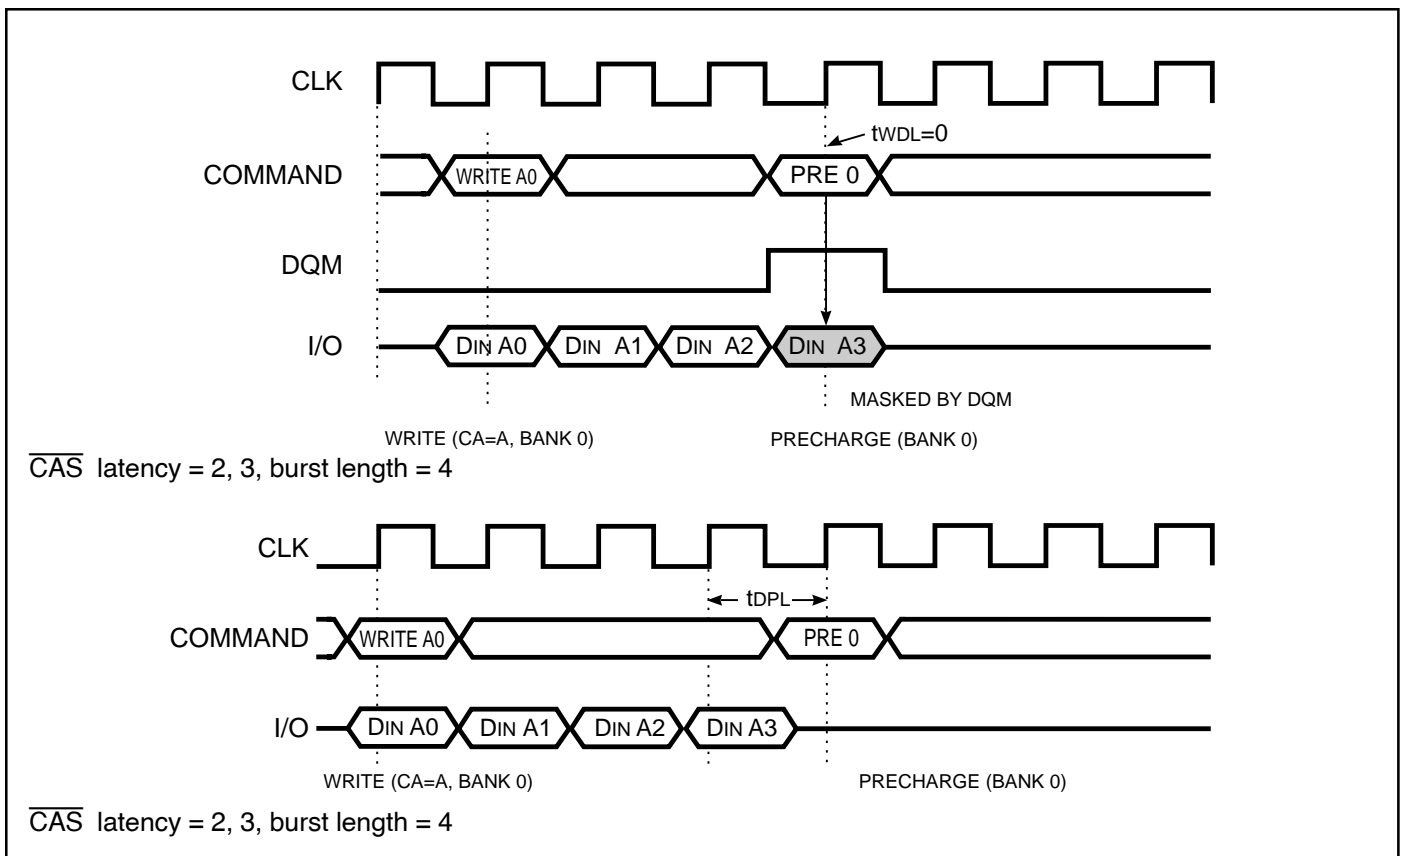 CLK
tWDL=0
COMMAND WRITE A0 PRE 0
DQM
I/O DIN A0 DIN A1 DIN A2 DIN A3
MASKED BY DQM
WRITE (CA=A, BANK 0) PRECHARGE (BANK 0)
CAS latency = 2, 3, burst length = 4
CLK
tDPL
COMMAND WRITE A0 PRE 0
I/O DIN A0 DIN A1 DIN A2 DIN A3
WRITE (CA=A, BANK 0) PRECHARGE (BANK 0)
CAS latency = 2, 3, burst length = 4